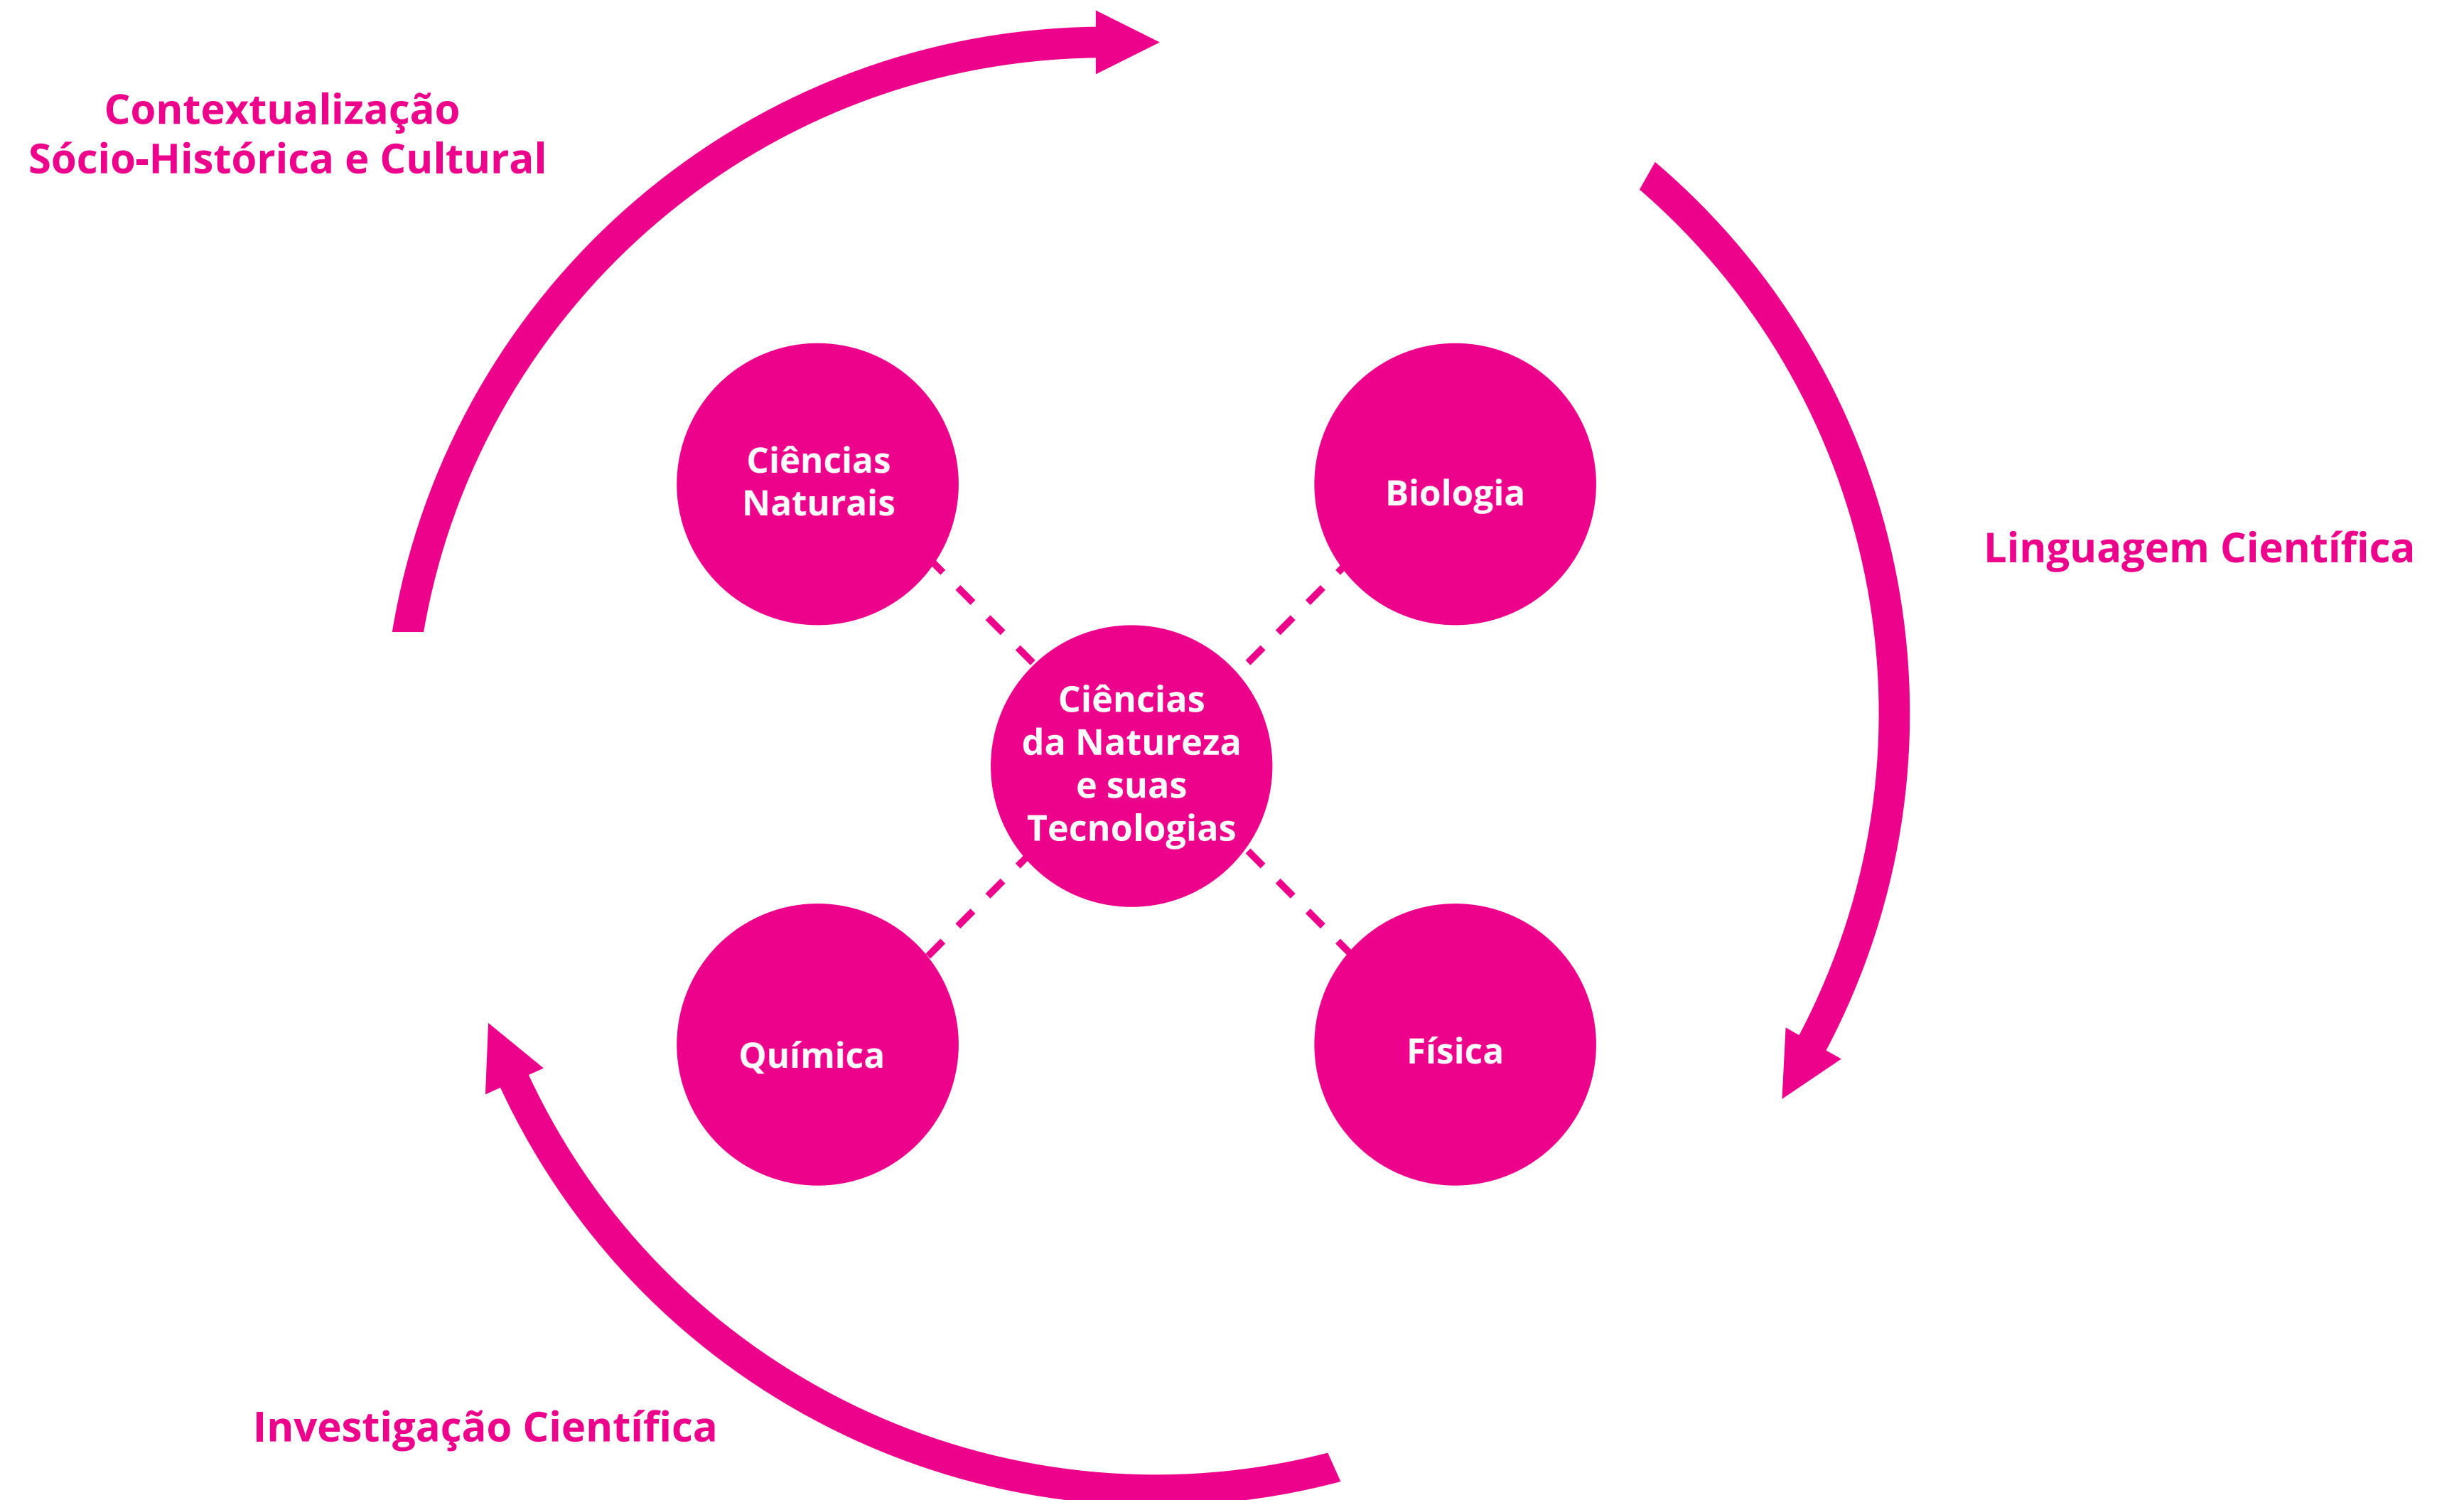 Contextualização
Sócio-Histórica e Cultural
Ciências
Naturais
Biologia
Linguagem Científica
Ciências
da Natureza
e suas
Tecnologias
Química
Física
Investigação Científica